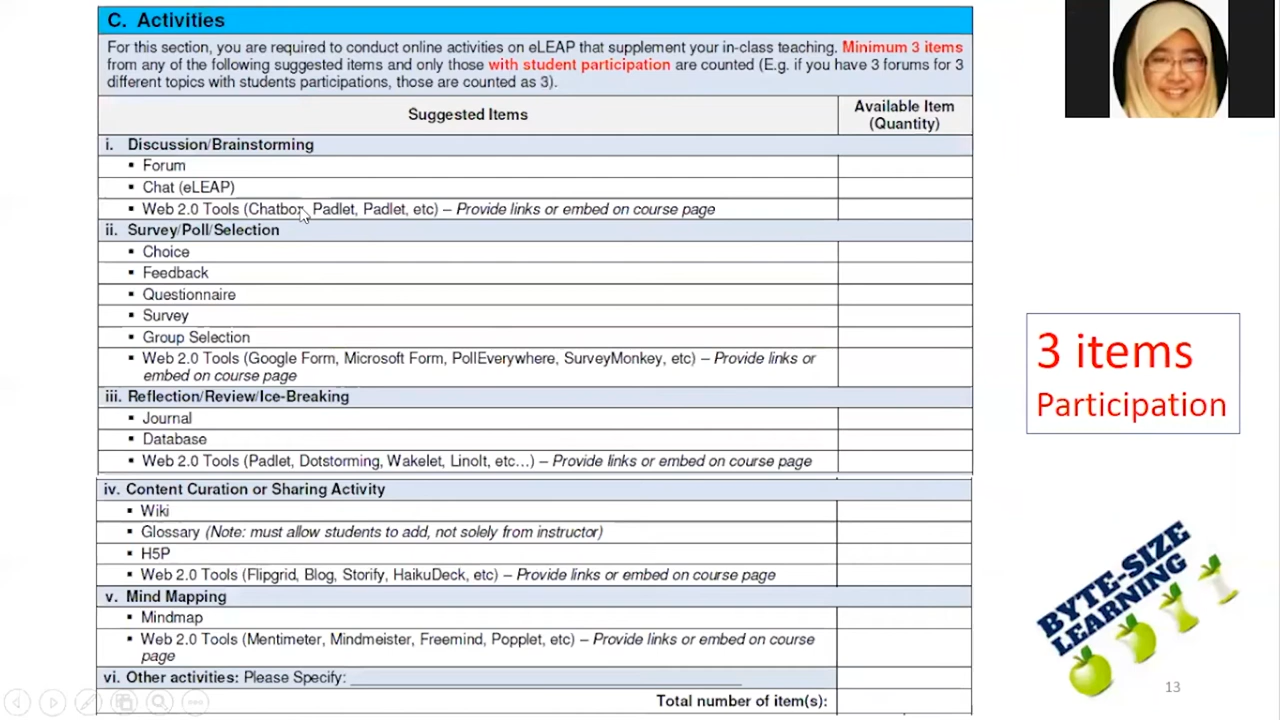 C. Activities
For this section, you are required to conduct online activities on eLEAP that supplement your in-class teaching. Minimum 3 items
from any of the following suggested items and only those with student participation are counted (E.g. if you have 3 forums for 3
different topics with students participations, those are counted as 3).
Suggested Items
Available Item
(Quantity)
i. Discussion/Brainstorming
▪ Forum
▪ Chat (eLEAP)
▪ Web 2.0 Tools (Chatbox, Padlet, Padlet, etc) – Provide links or embed on course page
ii. Survey/Poll/Selection
▪ Choice
▪ Feedback
▪ Questionnaire
▪ Survey
▪ Group Selection
▪ Web 2.0 Tools (Google Form, Microsoft Form, PollEverywhere, SurveyMonkey, etc) – Provide links or
embed on course page
iii. Reflection/Review/Ice-Breaking
▪ Journal
▪ Database
▪ Web 2.0 Tools (Padlet, Dotstorming, Wakelet, LinoIt, etc...) – Provide links or embed on course page
iv. Content Curation or Sharing Activity
▪ Wiki
▪ Glossary (Note: must allow students to add, not solely from instructor)
▪ H5P
▪ Web 2.0 Tools (Flipgrid, Blog, Storify, HaikuDeck, etc) – Provide links or embed on course page
v. Mind Mapping
▪ Mindmap
▪ Web 2.0 Tools (Mentimeter, Mindmeister, Freemind, Popplet, etc) – Provide links or embed on course
page
vi. Other activities: Please Specify: ____________________
Total number of item(s):
3 items
Participation
BYTE-SIZE
LEARNING
13